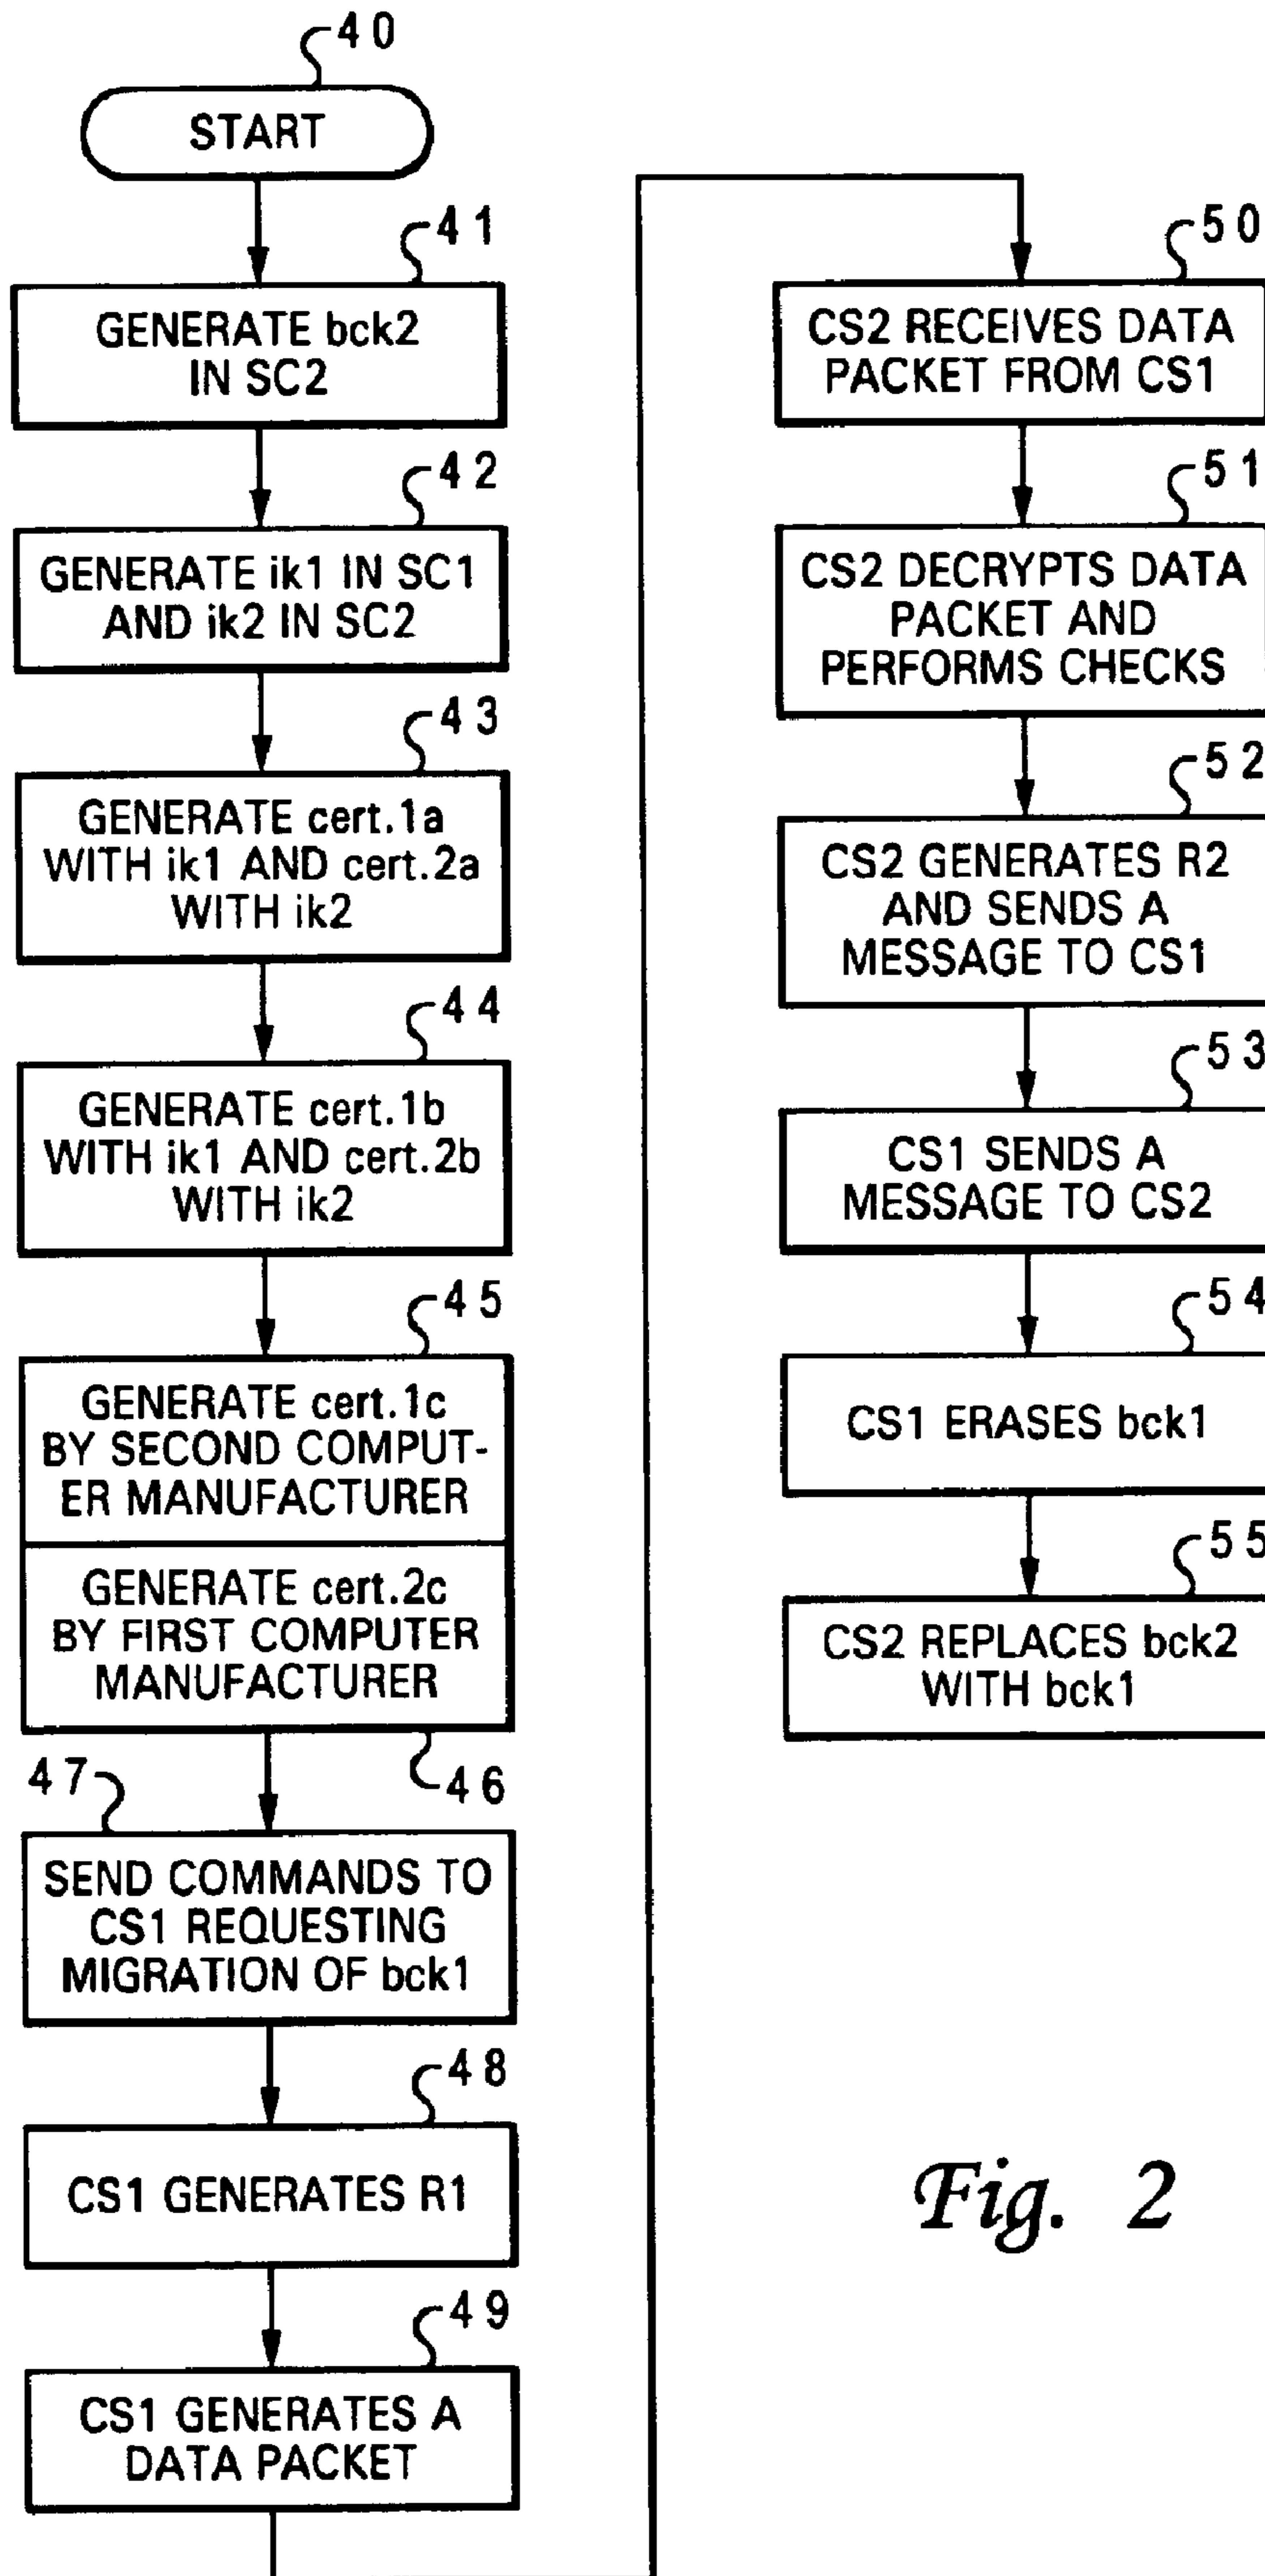 40
START
41
GENERATE bck2
IN SC2
42
GENERATE ik1 IN SC1
AND ik2 IN SC2
43
GENERATE cert.1a
WITH ik1 AND cert.2a
WITH ik2
44
GENERATE cert.1b
WITH ik1 AND cert.2b
WITH ik2
45
GENERATE cert.1c
BY SECOND COMPUT-
ER MANUFACTURER
GENERATE cert.2c
BY FIRST COMPUTER
MANUFACTURER
46
47
SEND COMMANDS TO
CS1 REQUESTING
MIGRATION OF bck1
48
CS1 GENERATES R1
49
CS1 GENERATES A
DATA PACKET
50
CS2 RECEIVES DATA
PACKET FROM CS1
51
CS2 DECRYPTS DATA
PACKET AND
PERFORMS CHECKS
52
CS2 GENERATES R2
AND SENDS A
MESSAGE TO CS1
53
CS1 SENDS A
MESSAGE TO CS2
54
CS1 ERASES bck1
55
CS2 REPLACES bck2
WITH bck1
Fig. 2